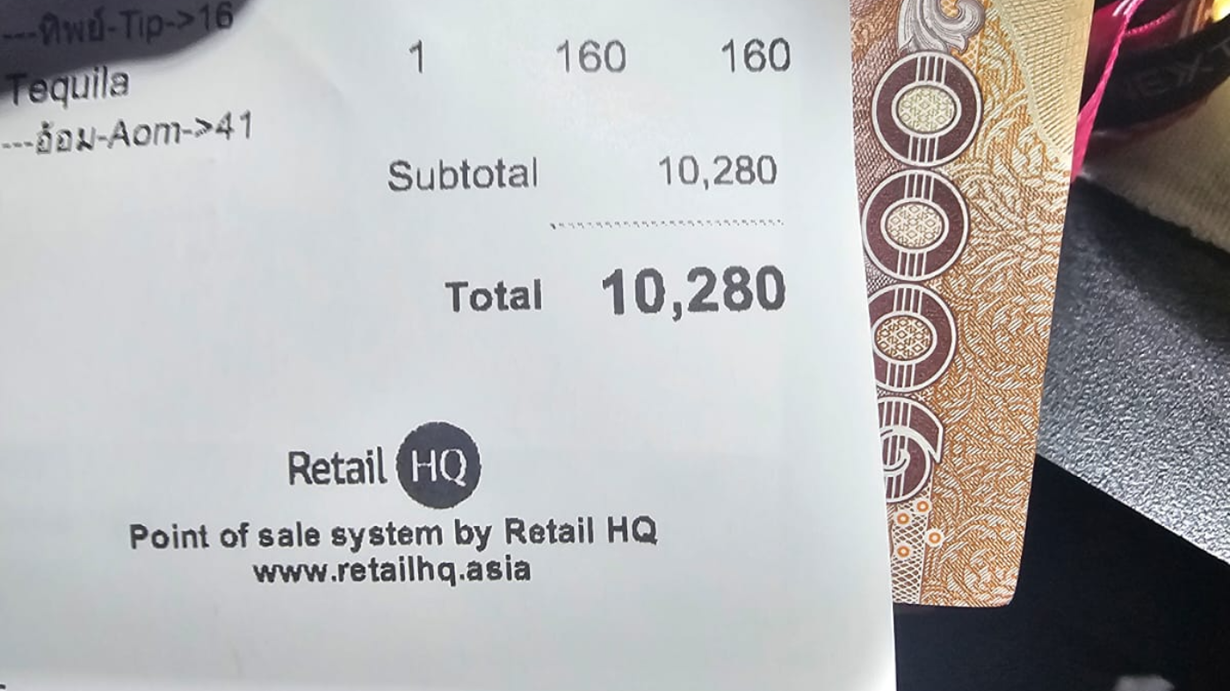 ---ทิพย์-Tip->16
1 160 160
Tequila
---อ้อม-Aom->41
Subtotal 10,280
Total 10,280
Retail HQ
Point of sale system by Retail HQ
www.retailhq.asia